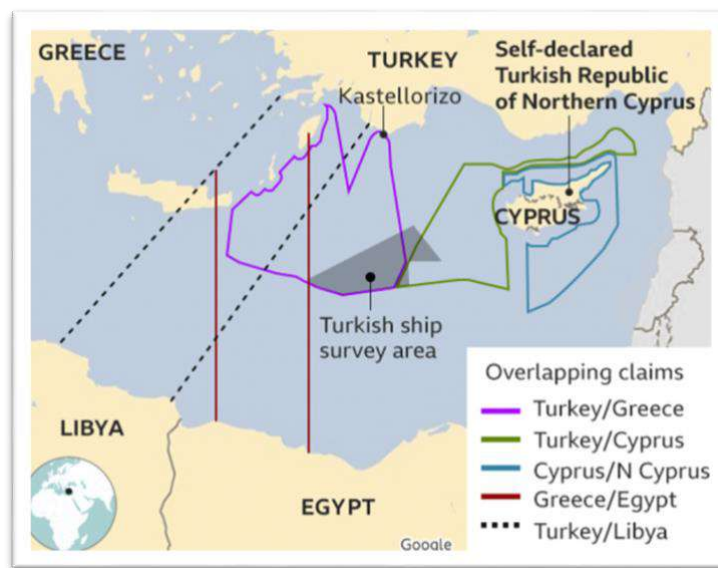 GREECE
TURKEY
Self-declared
Turkish Republic
of Northern Cyprus
Kastellorizo
CYPRUS
Turkish ship
survey area
LIBYA
EGYPT
Google
Overlapping claims
Turkey/Greece
Turkey/Cyprus
Cyprus/N Cyprus
Greece/Egypt
Turkey/Libya